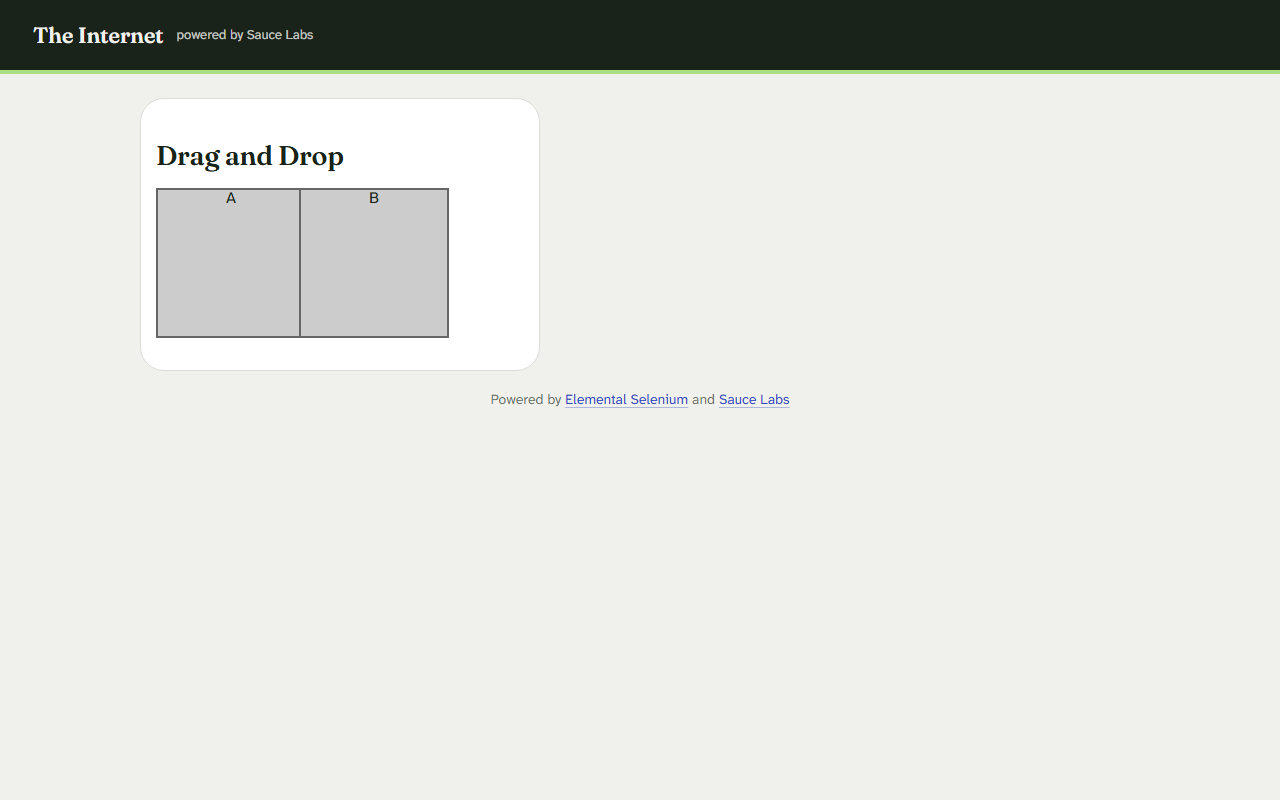 The Internet powered by Sauce Labs
Drag and Drop
A B
Powered by Elemental Selenium and Sauce Labs